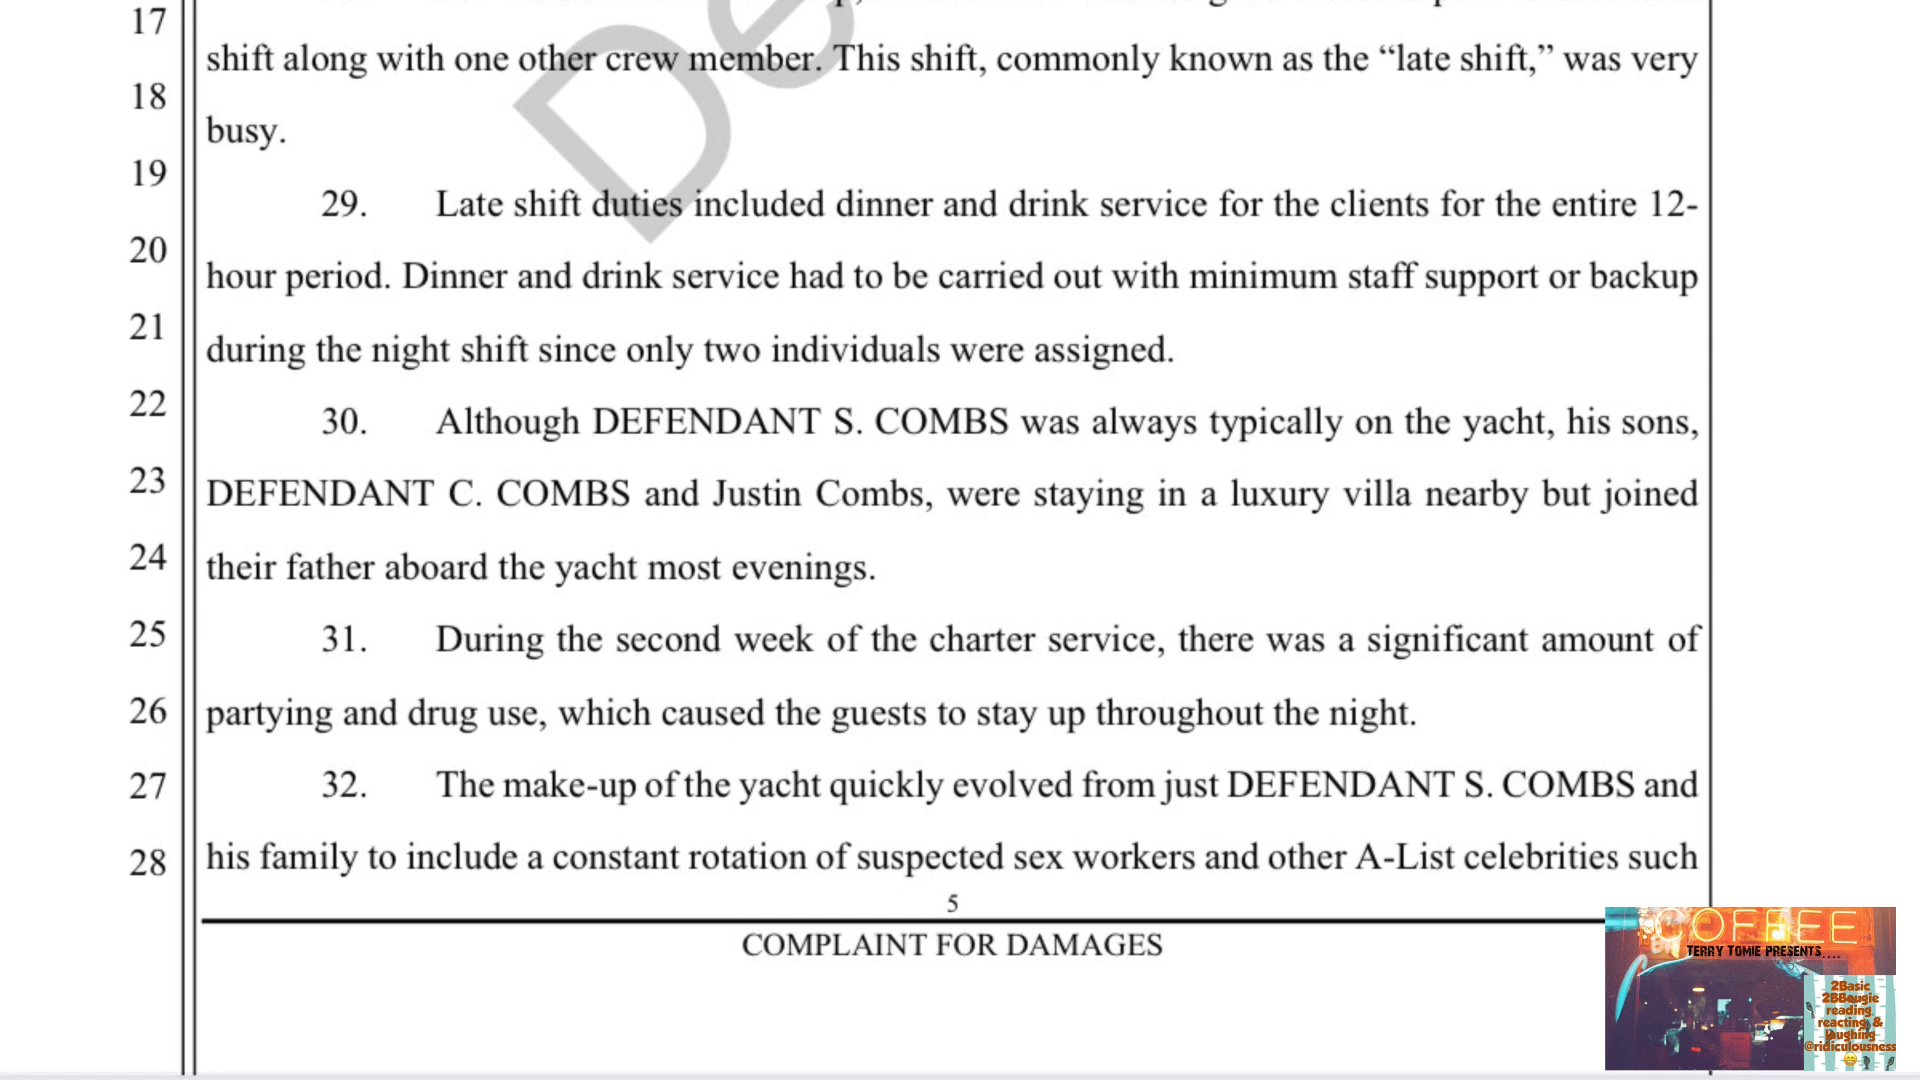 17
shift along with one other crew member. This shift, commonly known as the “late shift,” was very
18
busy.
19
29. Late shift duties included dinner and drink service for the clients for the entire 12-
20
hour period. Dinner and drink service had to be carried out with minimum staff support or backup
21
during the night shift since only two individuals were assigned.
22
30. Although DEFENDANT S. COMBS was always typically on the yacht, his sons,
23
DEFENDANT C. COMBS and Justin Combs, were staying in a luxury villa nearby but joined
24
their father aboard the yacht most evenings.
25
31. During the second week of the charter service, there was a significant amount of
26
partying and drug use, which caused the guests to stay up throughout the night.
27
32. The make-up of the yacht quickly evolved from just DEFENDANT S. COMBS and
28
his family to include a constant rotation of suspected sex workers and other A-List celebrities such
5
COMPLAINT FOR DAMAGES
De
COFFEE
TERRY TOMIE PRESENTS....
2Basic
2BBougie
reading
reacting, &
laughing
@ridiculousness